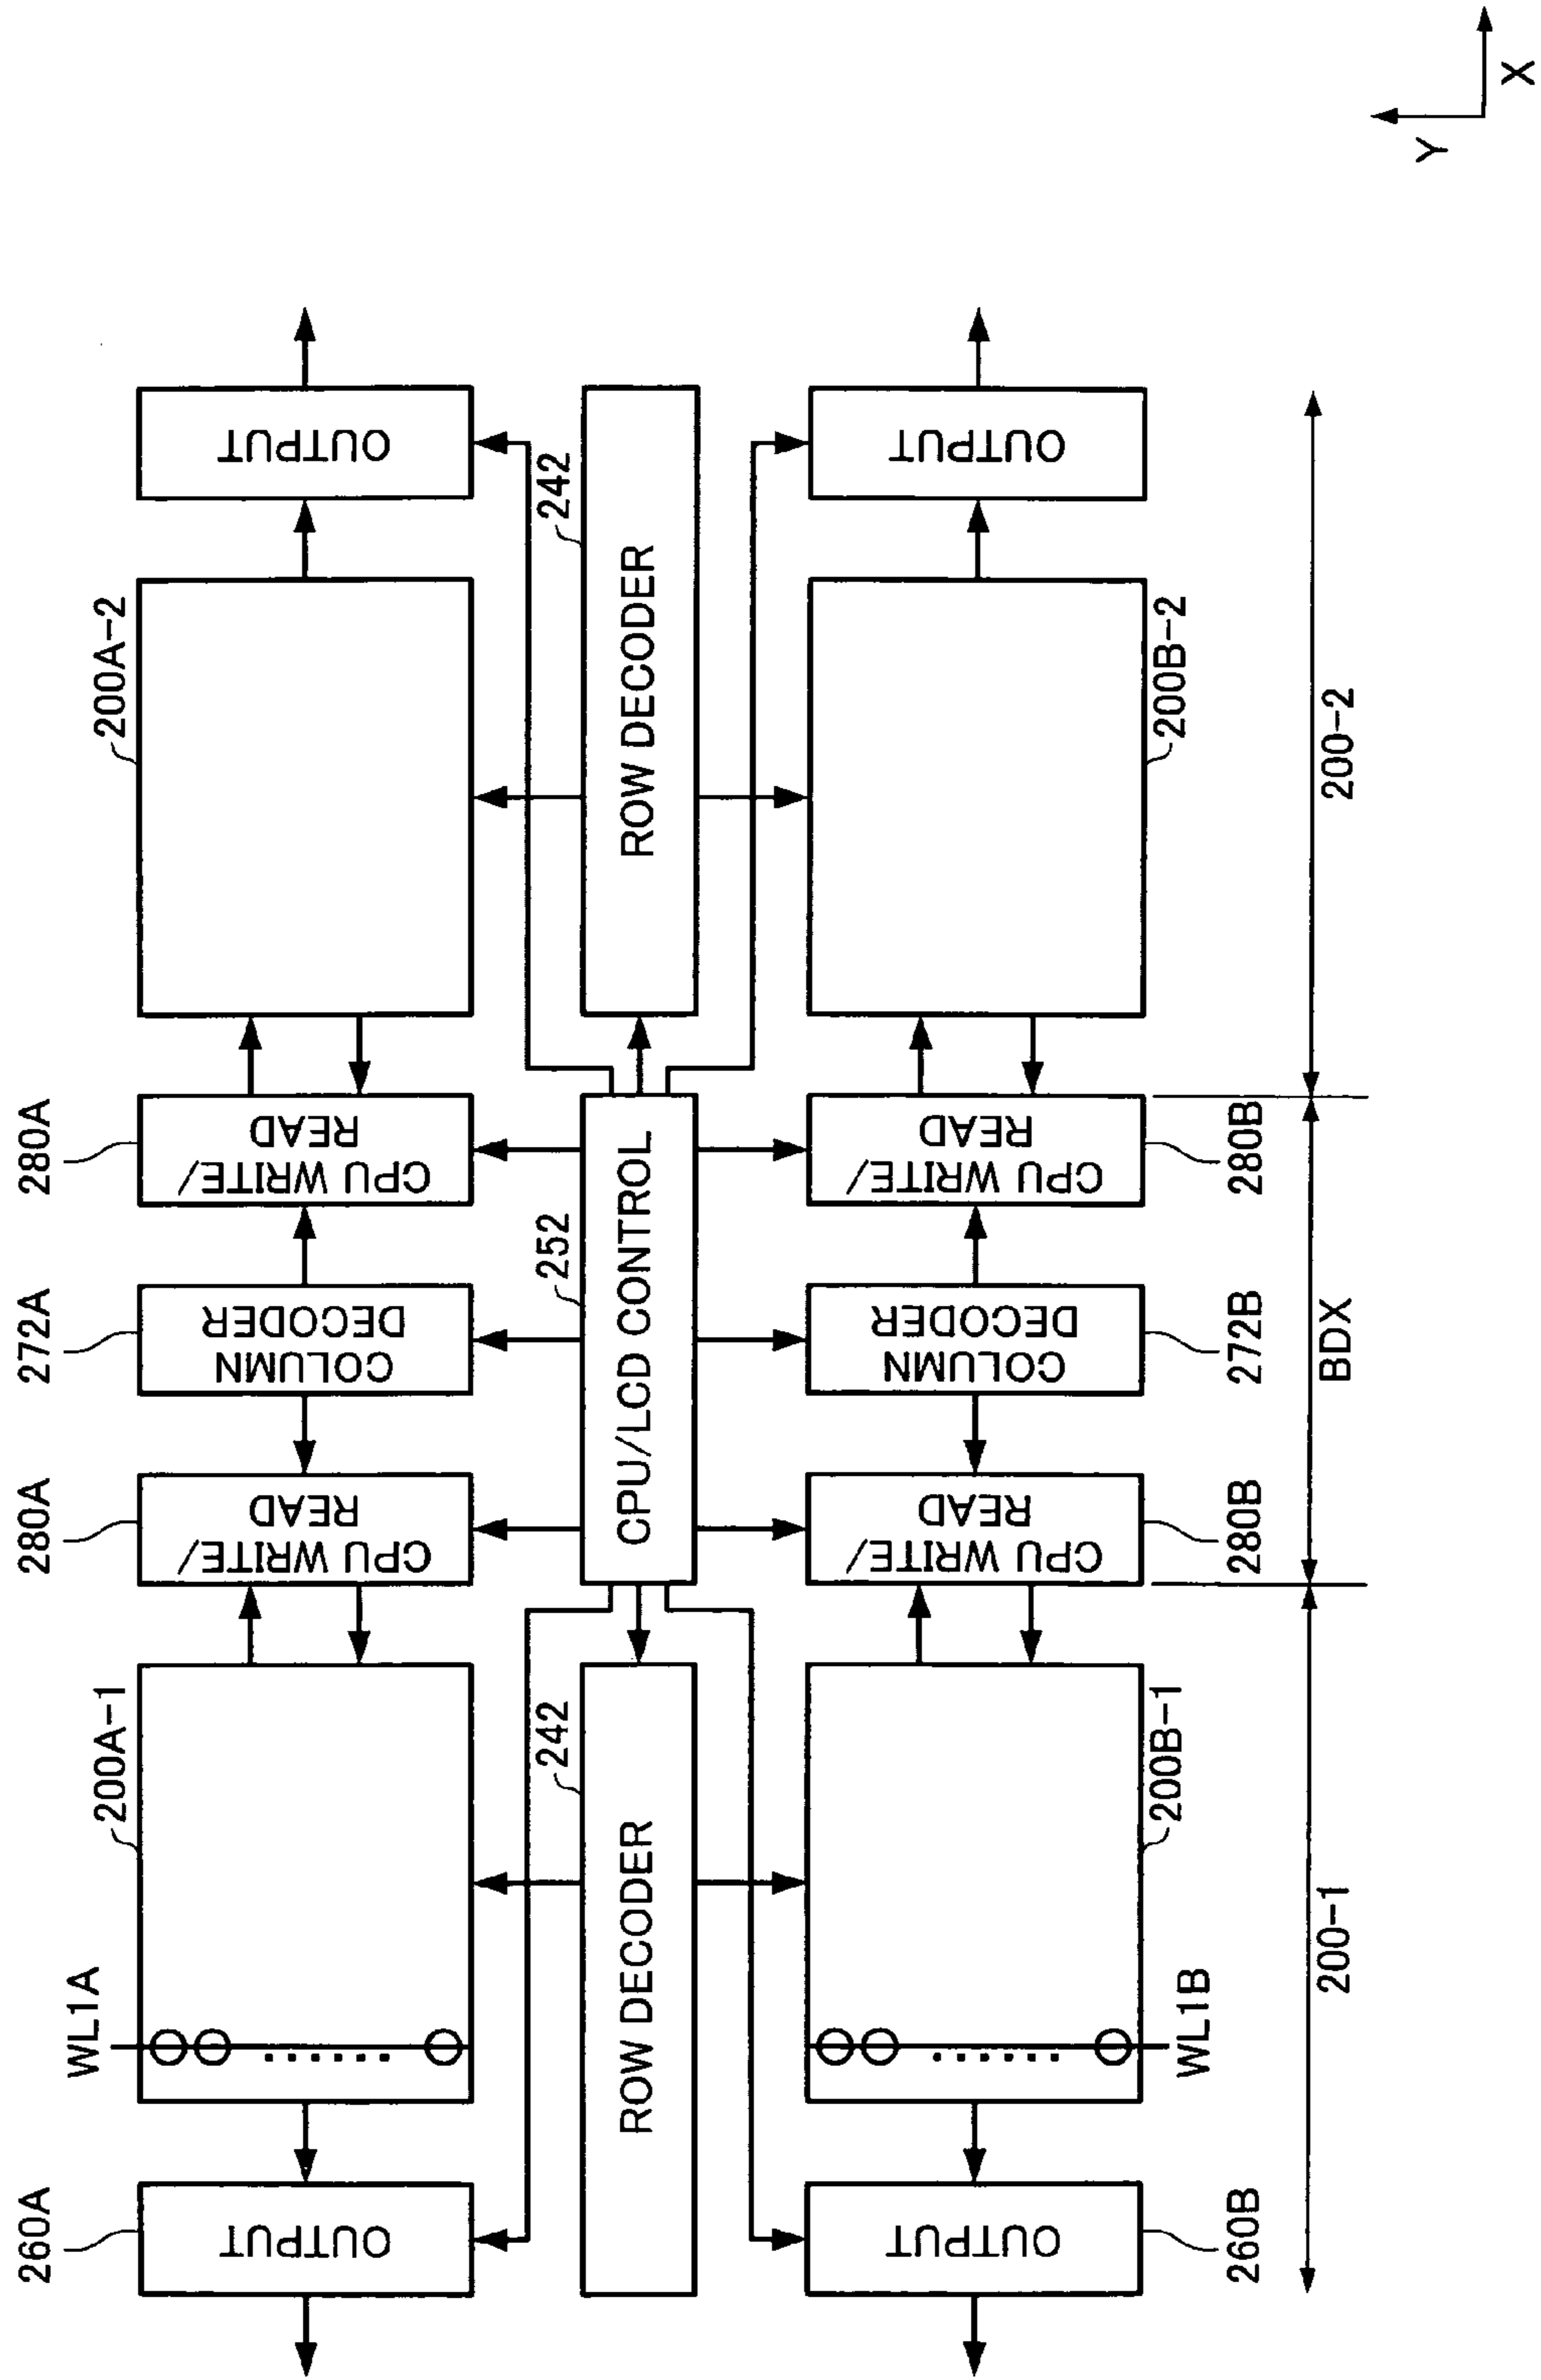 280A
272A
280A
260A
WL1A
200A-1
200A-2
OUTPUT
CPU WRITE/
READ
COLUMN
DECODER
CPU WRITE/
READ
OUTPUT
242
252
242
ROW DECODER
CPU/LCD CONTROL
ROW DECODER
OUTPUT
CPU WRITE/
READ
COLUMN
DECODER
CPU WRITE/
READ
OUTPUT
260B
WL1B
200B-1
280B
272B
280B
200B-2
200-1
BDX
200-2
Y
X